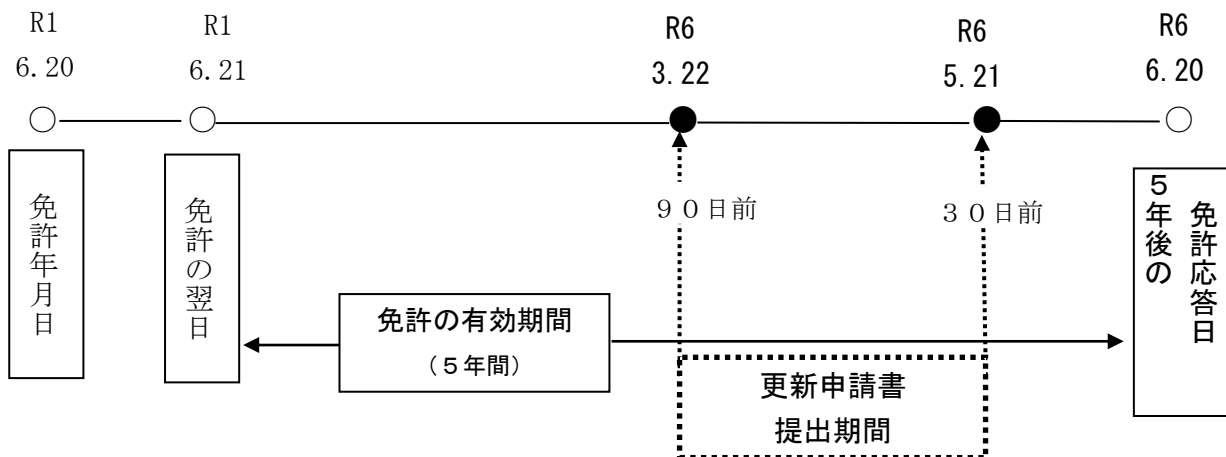 R1
6.20
R1
6.21
R6
3.22
R6
5.21
R6
6.20
免許年月日
免許の翌日
９０日前
３０日前
免許応答日
５年後の
免許の有効期間
（５年間）
更新申請書
提出期間